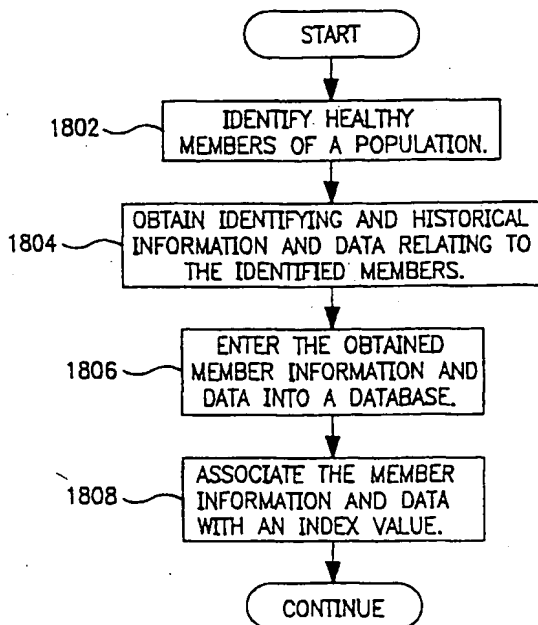 START
1802
IDENTIFY HEALTHY
MEMBERS OF A POPULATION.
1804
OBTAIN IDENTIFYING AND HISTORICAL
INFORMATION AND DATA RELATING TO
THE IDENTIFIED MEMBERS.
1806
ENTER THE OBTAINED
MEMBER INFORMATION AND
DATA INTO A DATABASE.
1808
ASSOCIATE THE MEMBER
INFORMATION AND DATA
WITH AN INDEX VALUE.
CONTINUE